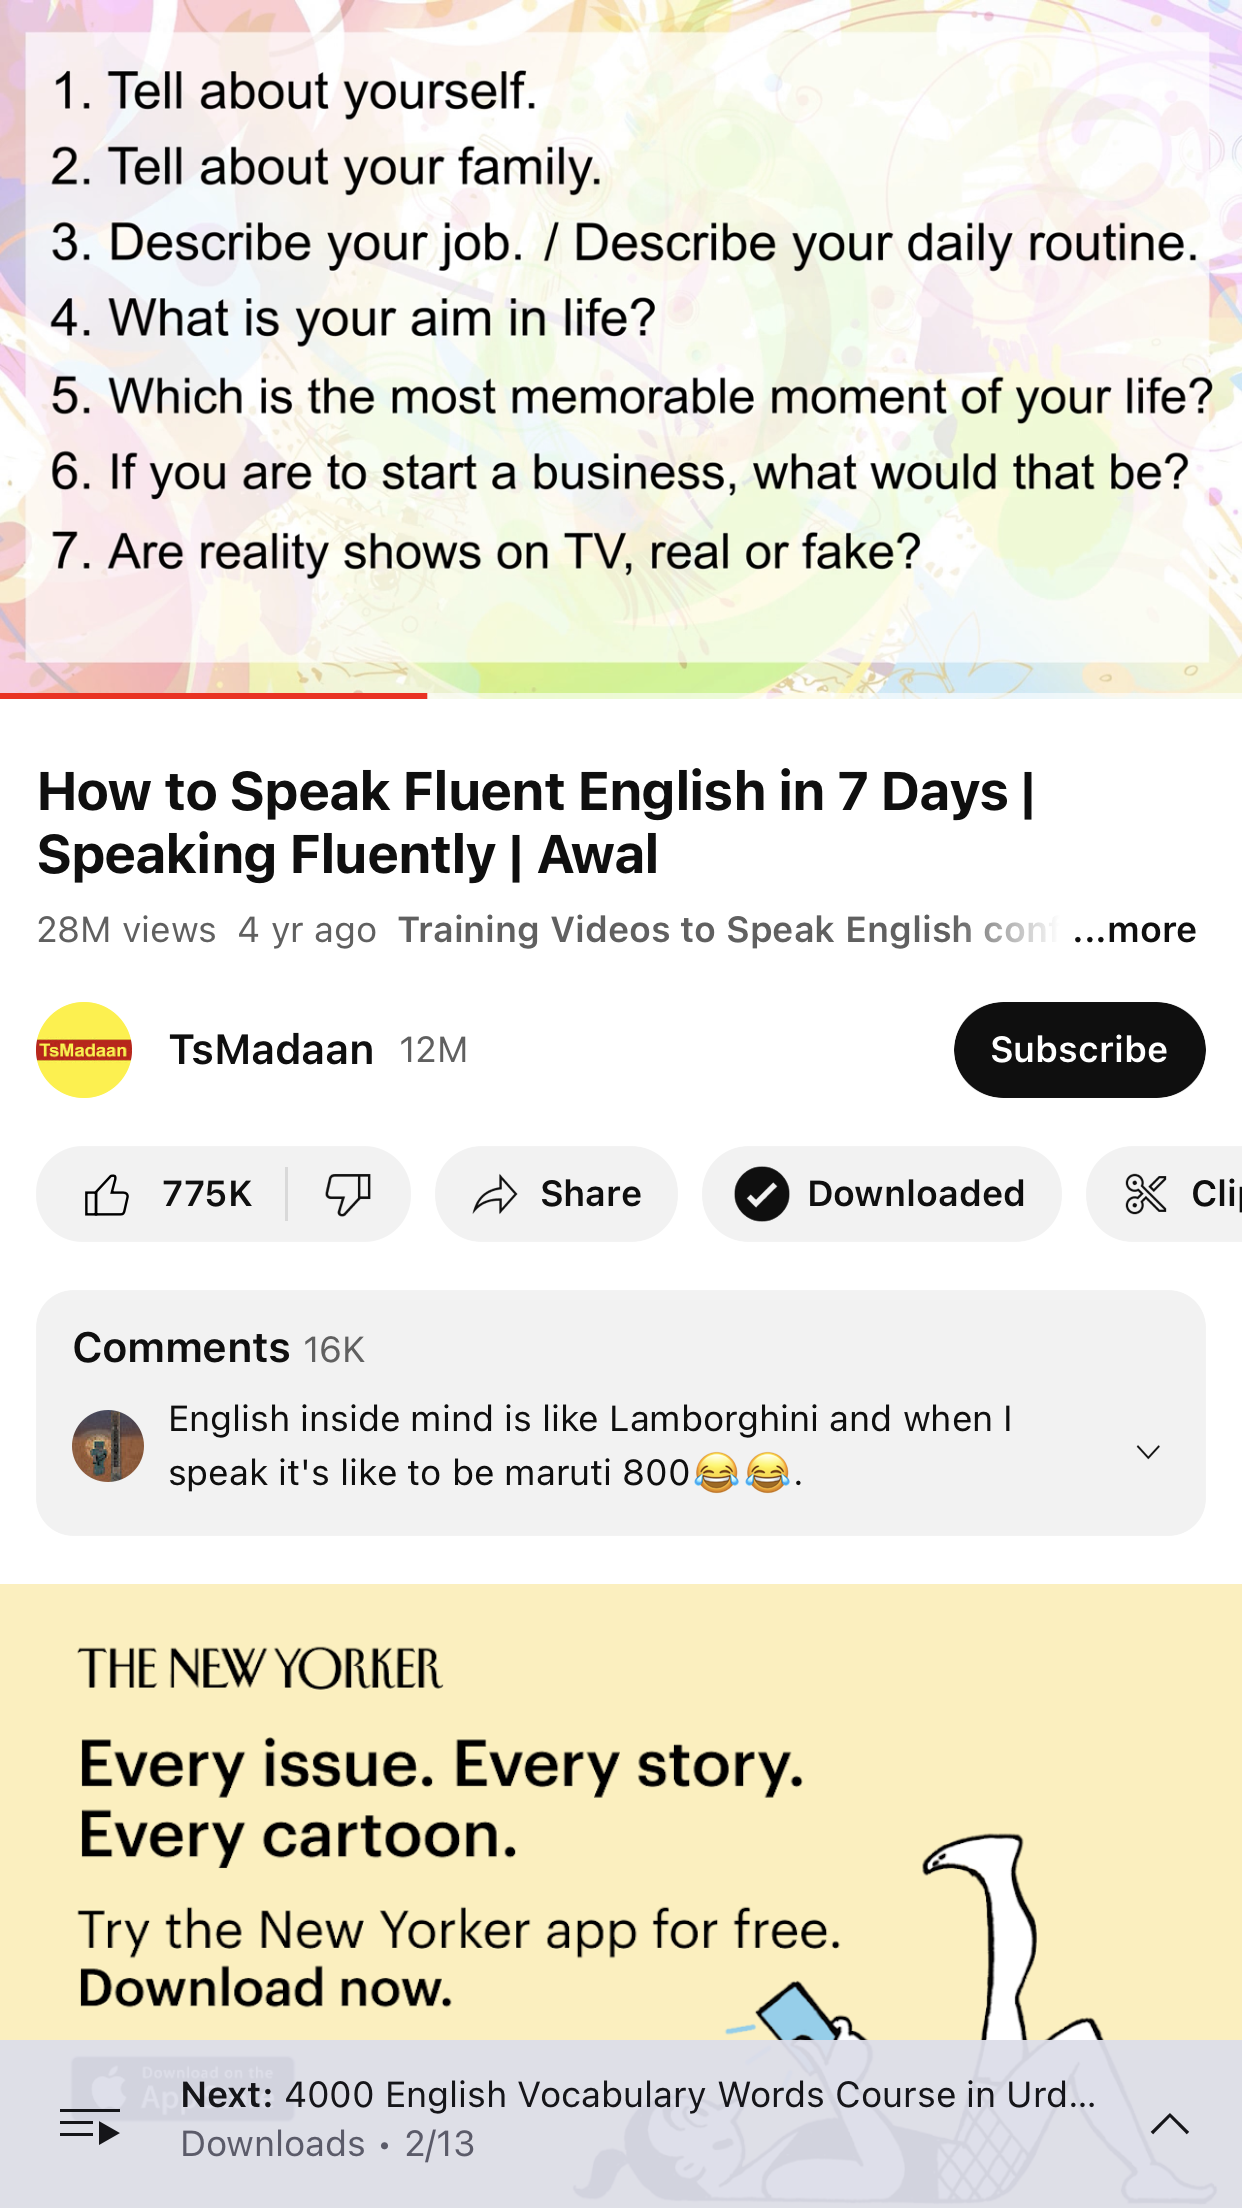 1. Tell about yourself.
2. Tell about your family.
3. Describe your job. / Describe your daily routine.
4. What is your aim in life?
5. Which is the most memorable moment of your life?
6. If you are to start a business, what would that be?
7. Are reality shows on TV, real or fake?
How to Speak Fluent English in 7 Days |
Speaking Fluently | Awal
28M views 4 yr ago Training Videos to Speak English conf ...more
TsMadaan
TsMadaan 12M
Subscribe
775K
Share
Downloaded
Cli
Comments 16K
English inside mind is like Lamborghini and when I
speak it's like to be maruti 800😂😂.
THE NEW YORKER
Every issue. Every story.
Every cartoon.
Try the New Yorker app for free.
Download now.
Download on the
Next: 4000 English Vocabulary Words Course in Urd...
Downloads • 2/13